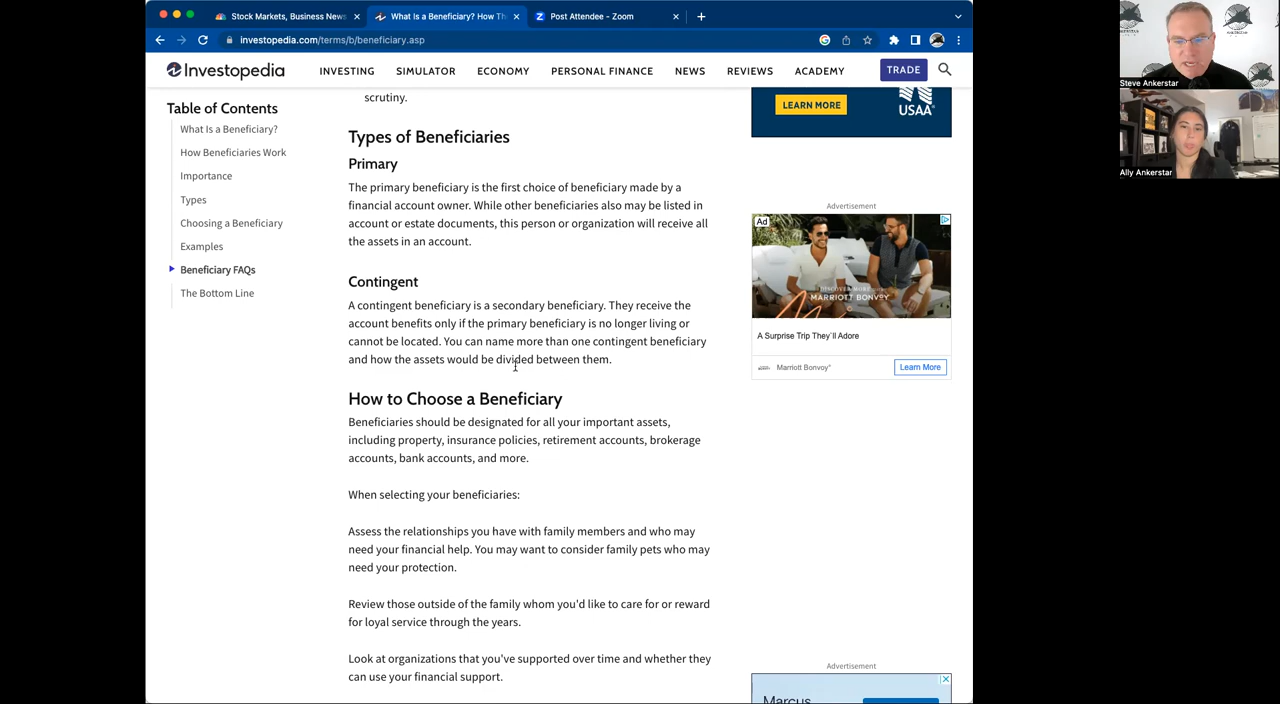 Stock Markets, Business News
What Is a Beneficiary? How Th
Post Attendee - Zoom
investopedia.com/terms/b/beneficiary.asp
Investopedia
INVESTING
SIMULATOR
ECONOMY
PERSONAL FINANCE
NEWS
REVIEWS
ACADEMY
TRADE
Table of Contents
What Is a Beneficiary?
How Beneficiaries Work
Importance
Types
Choosing a Beneficiary
Examples
Beneficiary FAQs
The Bottom Line
scrutiny.
Types of Beneficiaries
Primary
The primary beneficiary is the first choice of beneficiary made by a
financial account owner. While other beneficiaries also may be listed in
account or estate documents, this person or organization will receive all
the assets in an account.
Contingent
A contingent beneficiary is a secondary beneficiary. They receive the
account benefits only if the primary beneficiary is no longer living or
cannot be located. You can name more than one contingent beneficiary
and how the assets would be divided between them.
How to Choose a Beneficiary
Beneficiaries should be designated for all your important assets,
including property, insurance policies, retirement accounts, brokerage
accounts, bank accounts, and more.
When selecting your beneficiaries:
Assess the relationships you have with family members and who may
need your financial help. You may want to consider family pets who may
need your protection.
Review those outside of the family whom you'd like to care for or reward
for loyal service through the years.
Look at organizations that you've supported over time and whether they
can use your financial support.
LEARN MORE
USAA
Advertisement
Ad
DISCOVER MORE
MARRIOTT BONVOY
A Surprise Trip They'll Adore
Marriott Bonvoy®
Learn More
Advertisement
Marcus
Steve Ankerstar
Ally Ankerstar